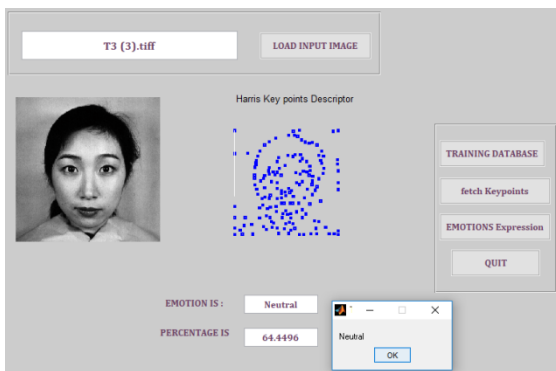 T3 (3).tiff
LOAD INPUT IMAGE
Harris Key points Descriptor
TRAINING DATABASE
fetch Keypoints
EMOTIONS Expression
QUIT
EMOTION IS :
Neutral
PERCENTAGE IS
64.4496
Neutral
OK